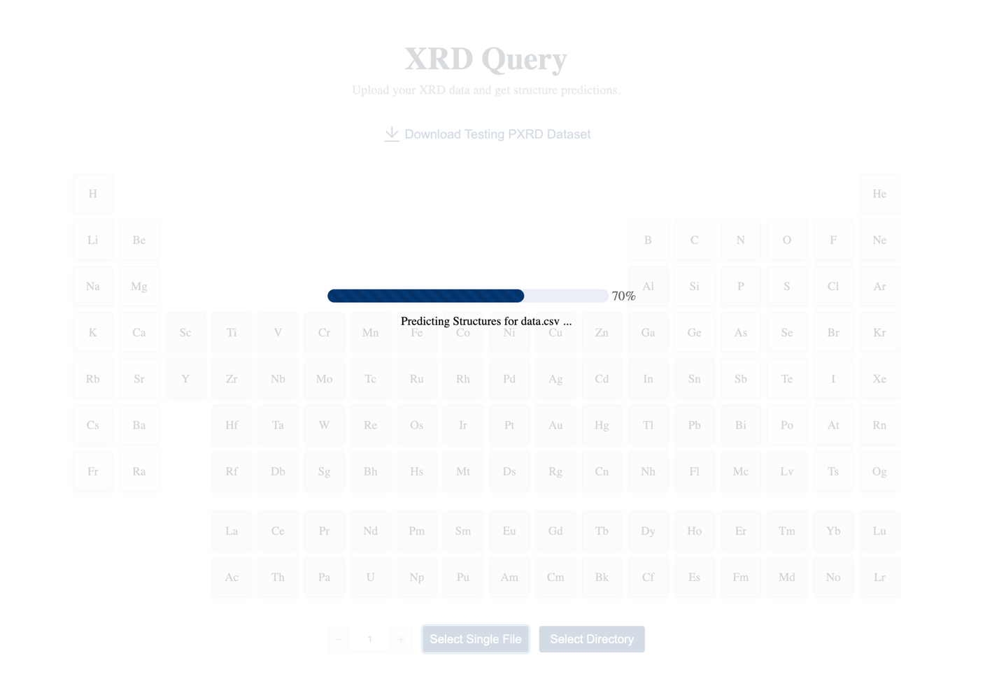 XRD Query
Upload your XRD data and get structure predictions.
Download Testing PXRD Dataset
H He
Li Be B C N O F Ne
Na Mg Al Si P S Cl Ar
70%
Predicting Structures for data.csv ...
K Ca Sc Ti V Cr Mn Fe Co Ni Cu Zn Ga Ge As Se Br Kr
Rb Sr Y Zr Nb Mo Tc Ru Rh Pd Ag Cd In Sn Sb Te I Xe
Cs Ba Hf Ta W Re Os Ir Pt Au Hg Tl Pb Bi Po At Rn
Fr Ra Rf Db Sg Bh Hs Mt Ds Rg Cn Nh Fl Mc Lv Ts Og
La Ce Pr Nd Pm Sm Eu Gd Tb Dy Ho Er Tm Yb Lu
Ac Th Pa U Np Pu Am Cm Bk Cf Es Fm Md No Lr
− 1 + Select Single File Select Directory